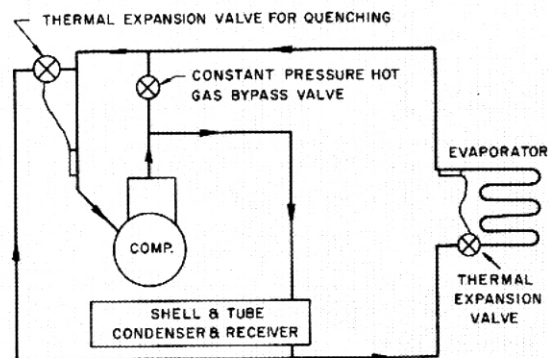 THERMAL EXPANSION VALVE FOR QUENCHING
CONSTANT PRESSURE HOT
GAS BYPASS VALVE
EVAPORATOR
COMP.
THERMAL
EXPANSION
VALVE
SHELL & TUBE
CONDENSER & RECEIVER